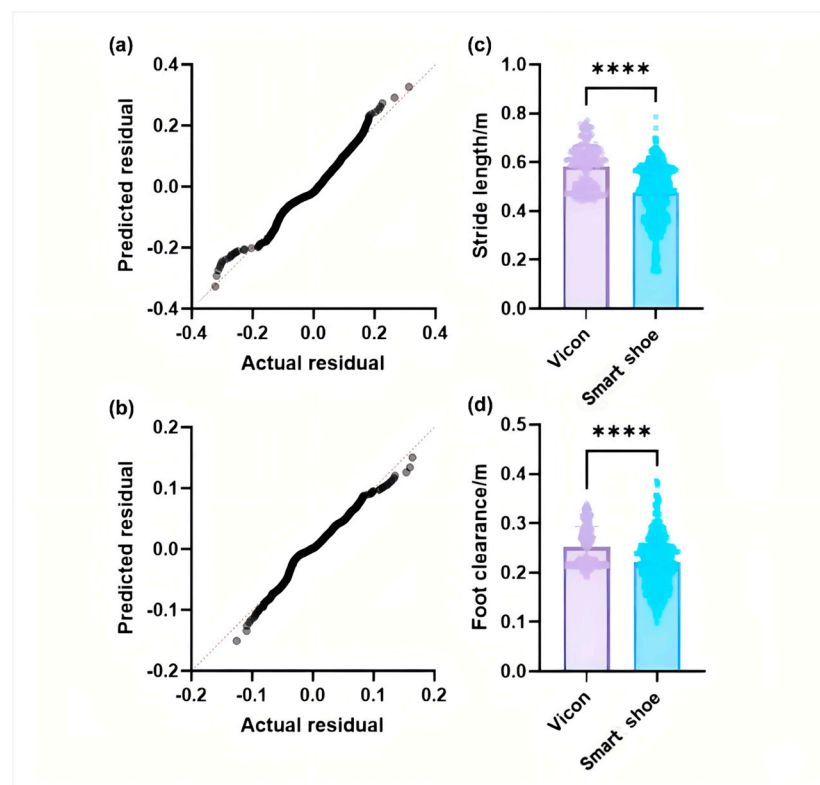 (a)
Predicted residual
0.4
0.2
0.0
-0.2
-0.4
-0.4 -0.2 0.0 0.2 0.4
Actual residual
(c)
Stride length/m
1.0
0.8
0.6
0.4
0.2
0.0
****
Vicon
Smart shoe
(b)
Predicted residual
0.2
0.1
0.0
-0.1
-0.2
-0.2 -0.1 0.0 0.1 0.2
Actual residual
(d)
Foot clearance/m
0.5
0.4
0.3
0.2
0.1
0.0
****
Vicon
Smart shoe